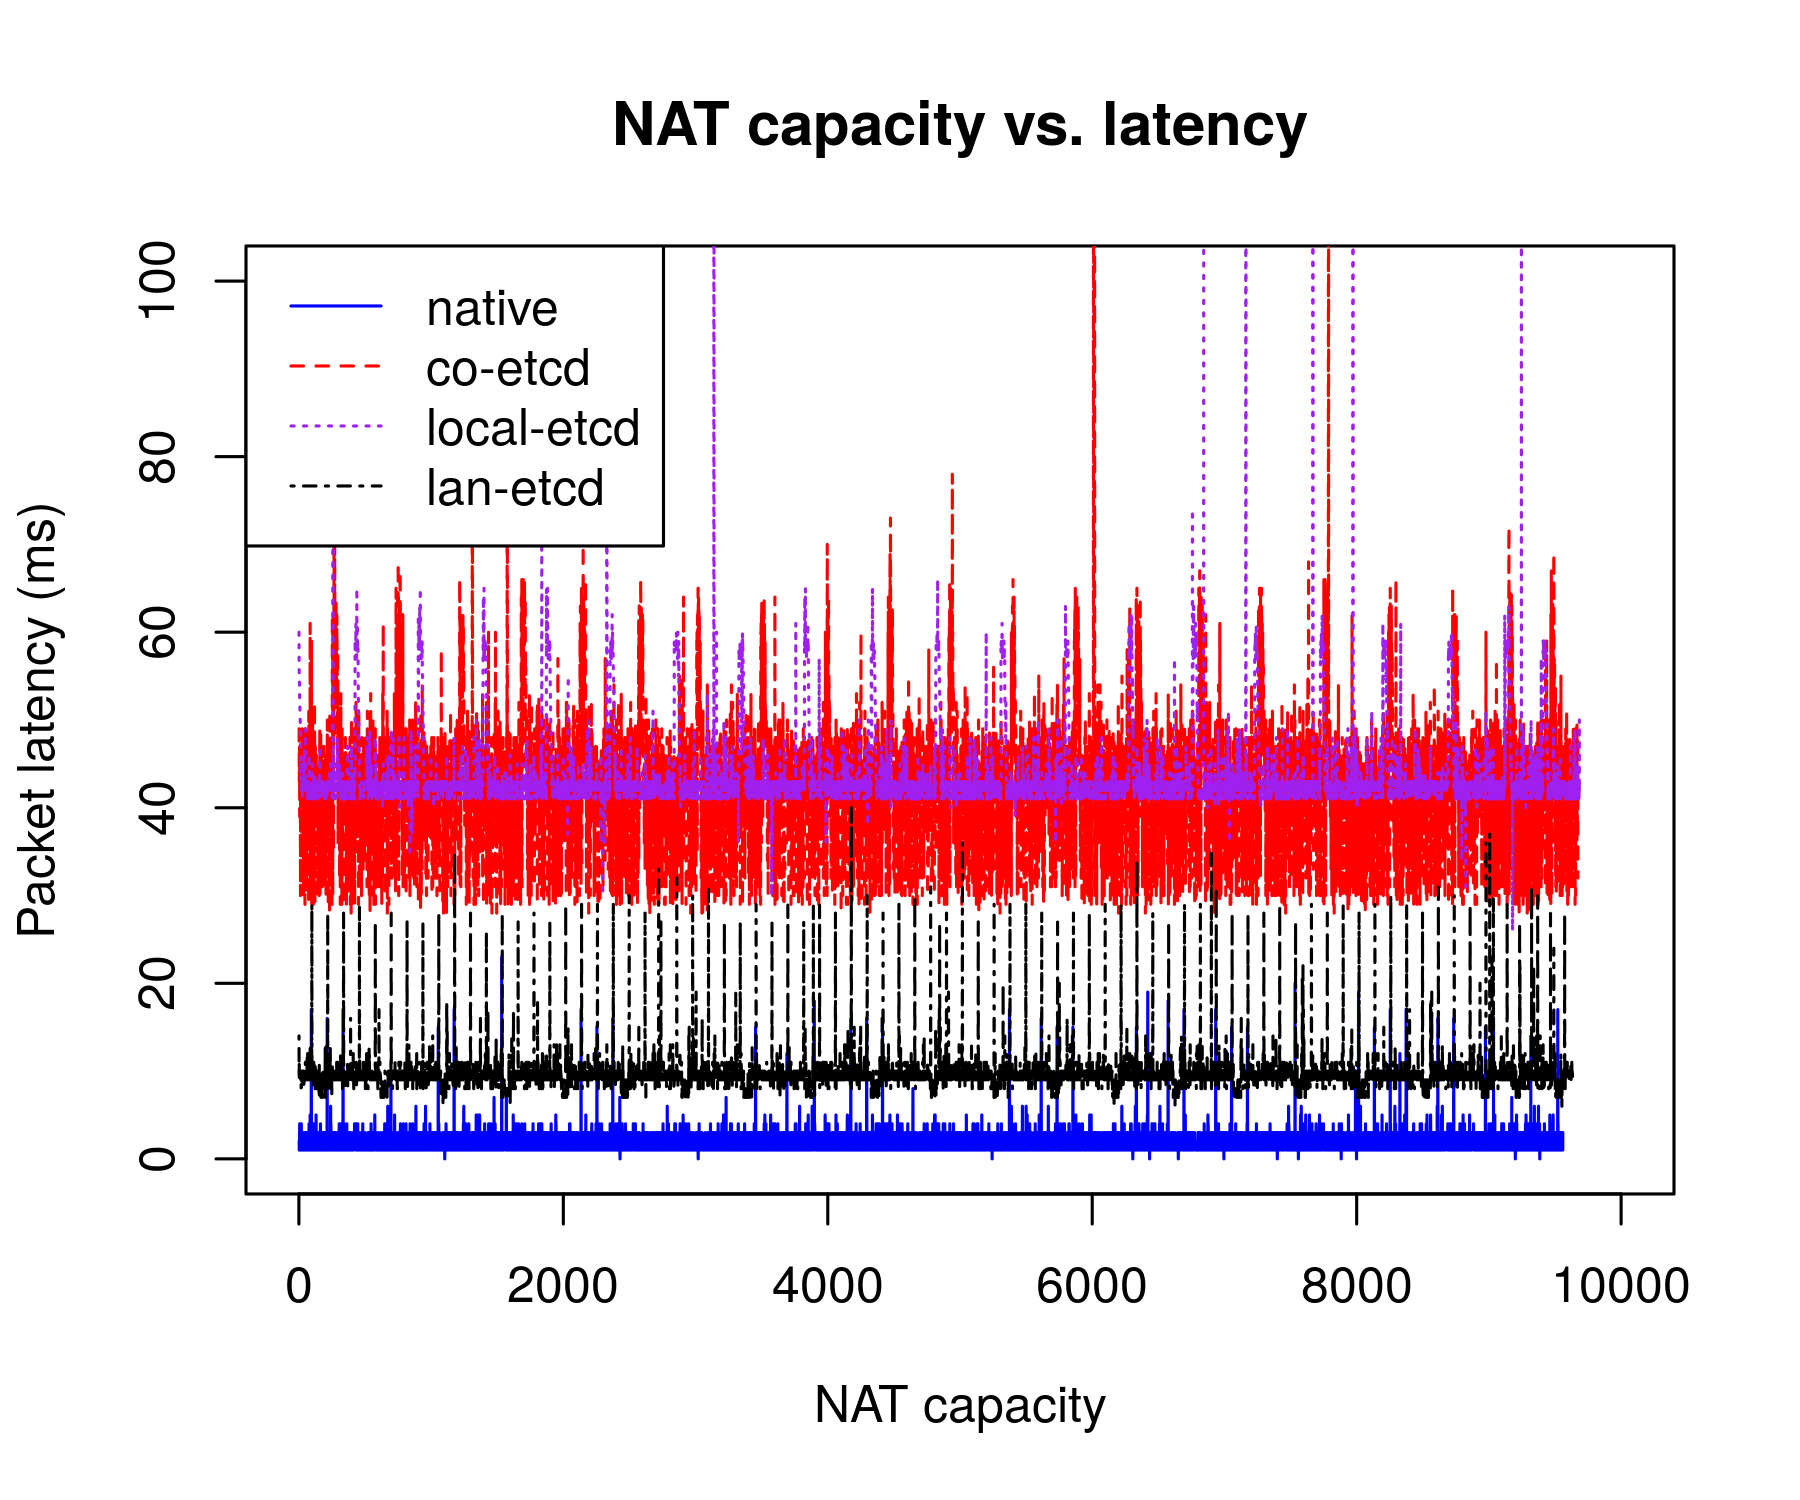 NAT capacity vs. latency
Packet latency (ms)
100
80
60
40
20
0
native
co-etcd
local-etcd
lan-etcd
0 2000 4000 6000 8000 10000
NAT capacity